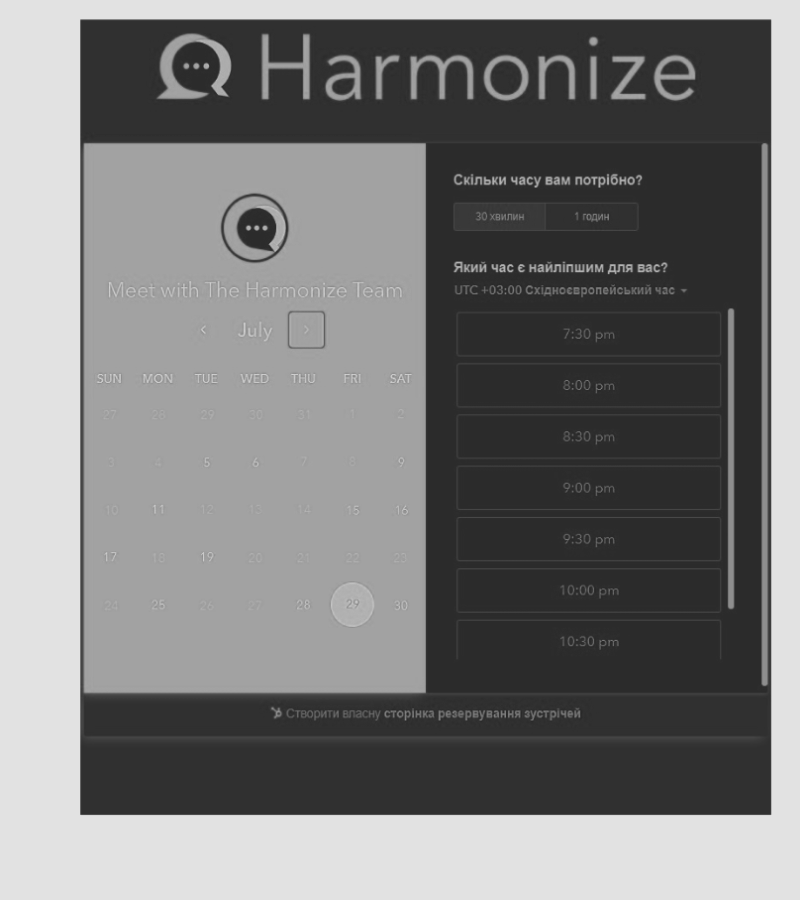 Harmonize
Meet with The Harmonize Team
July
SUN MON TUE WED THU FRI SAT
27 28 29 30 31 1 2
3 4 5 6 7 8 9
10 11 12 13 14 15 16
17 18 19 20 21 22 23
24 25 26 27 28 29 30
Скільки часу вам потрібно?
30 хвилин 1 годин
Який час є найліпшим для вас?
UTC +03:00 Східноєвропейський час
7:30 pm
8:00 pm
8:30 pm
9:00 pm
9:30 pm
10:00 pm
10:30 pm
Створити власну сторінка резервування зустрічей